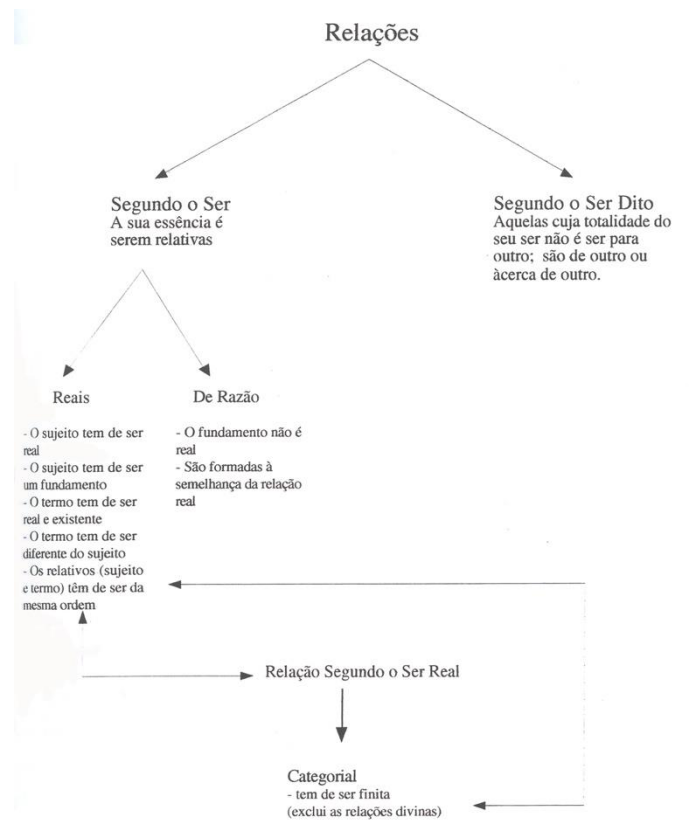 Relações
Segundo o Ser
A sua essência é
serem relativas
Segundo o Ser Dito
Aquelas cuja totalidade do
seu ser não é ser para
outro; são de outro ou
àcerca de outro.
Reais
- O sujeito tem de ser
real
- O sujeito tem de ser
um fundamento
- O termo tem de ser
real e existente
- O termo tem de ser
diferente do sujeito
- Os relativos (sujeito
e termo) têm de ser da
mesma ordem
De Razão
- O fundamento não é
real
- São formadas à
semelhança da relação
real
Relação Segundo o Ser Real
Categorial
- tem de ser finita
(exclui as relações divinas)